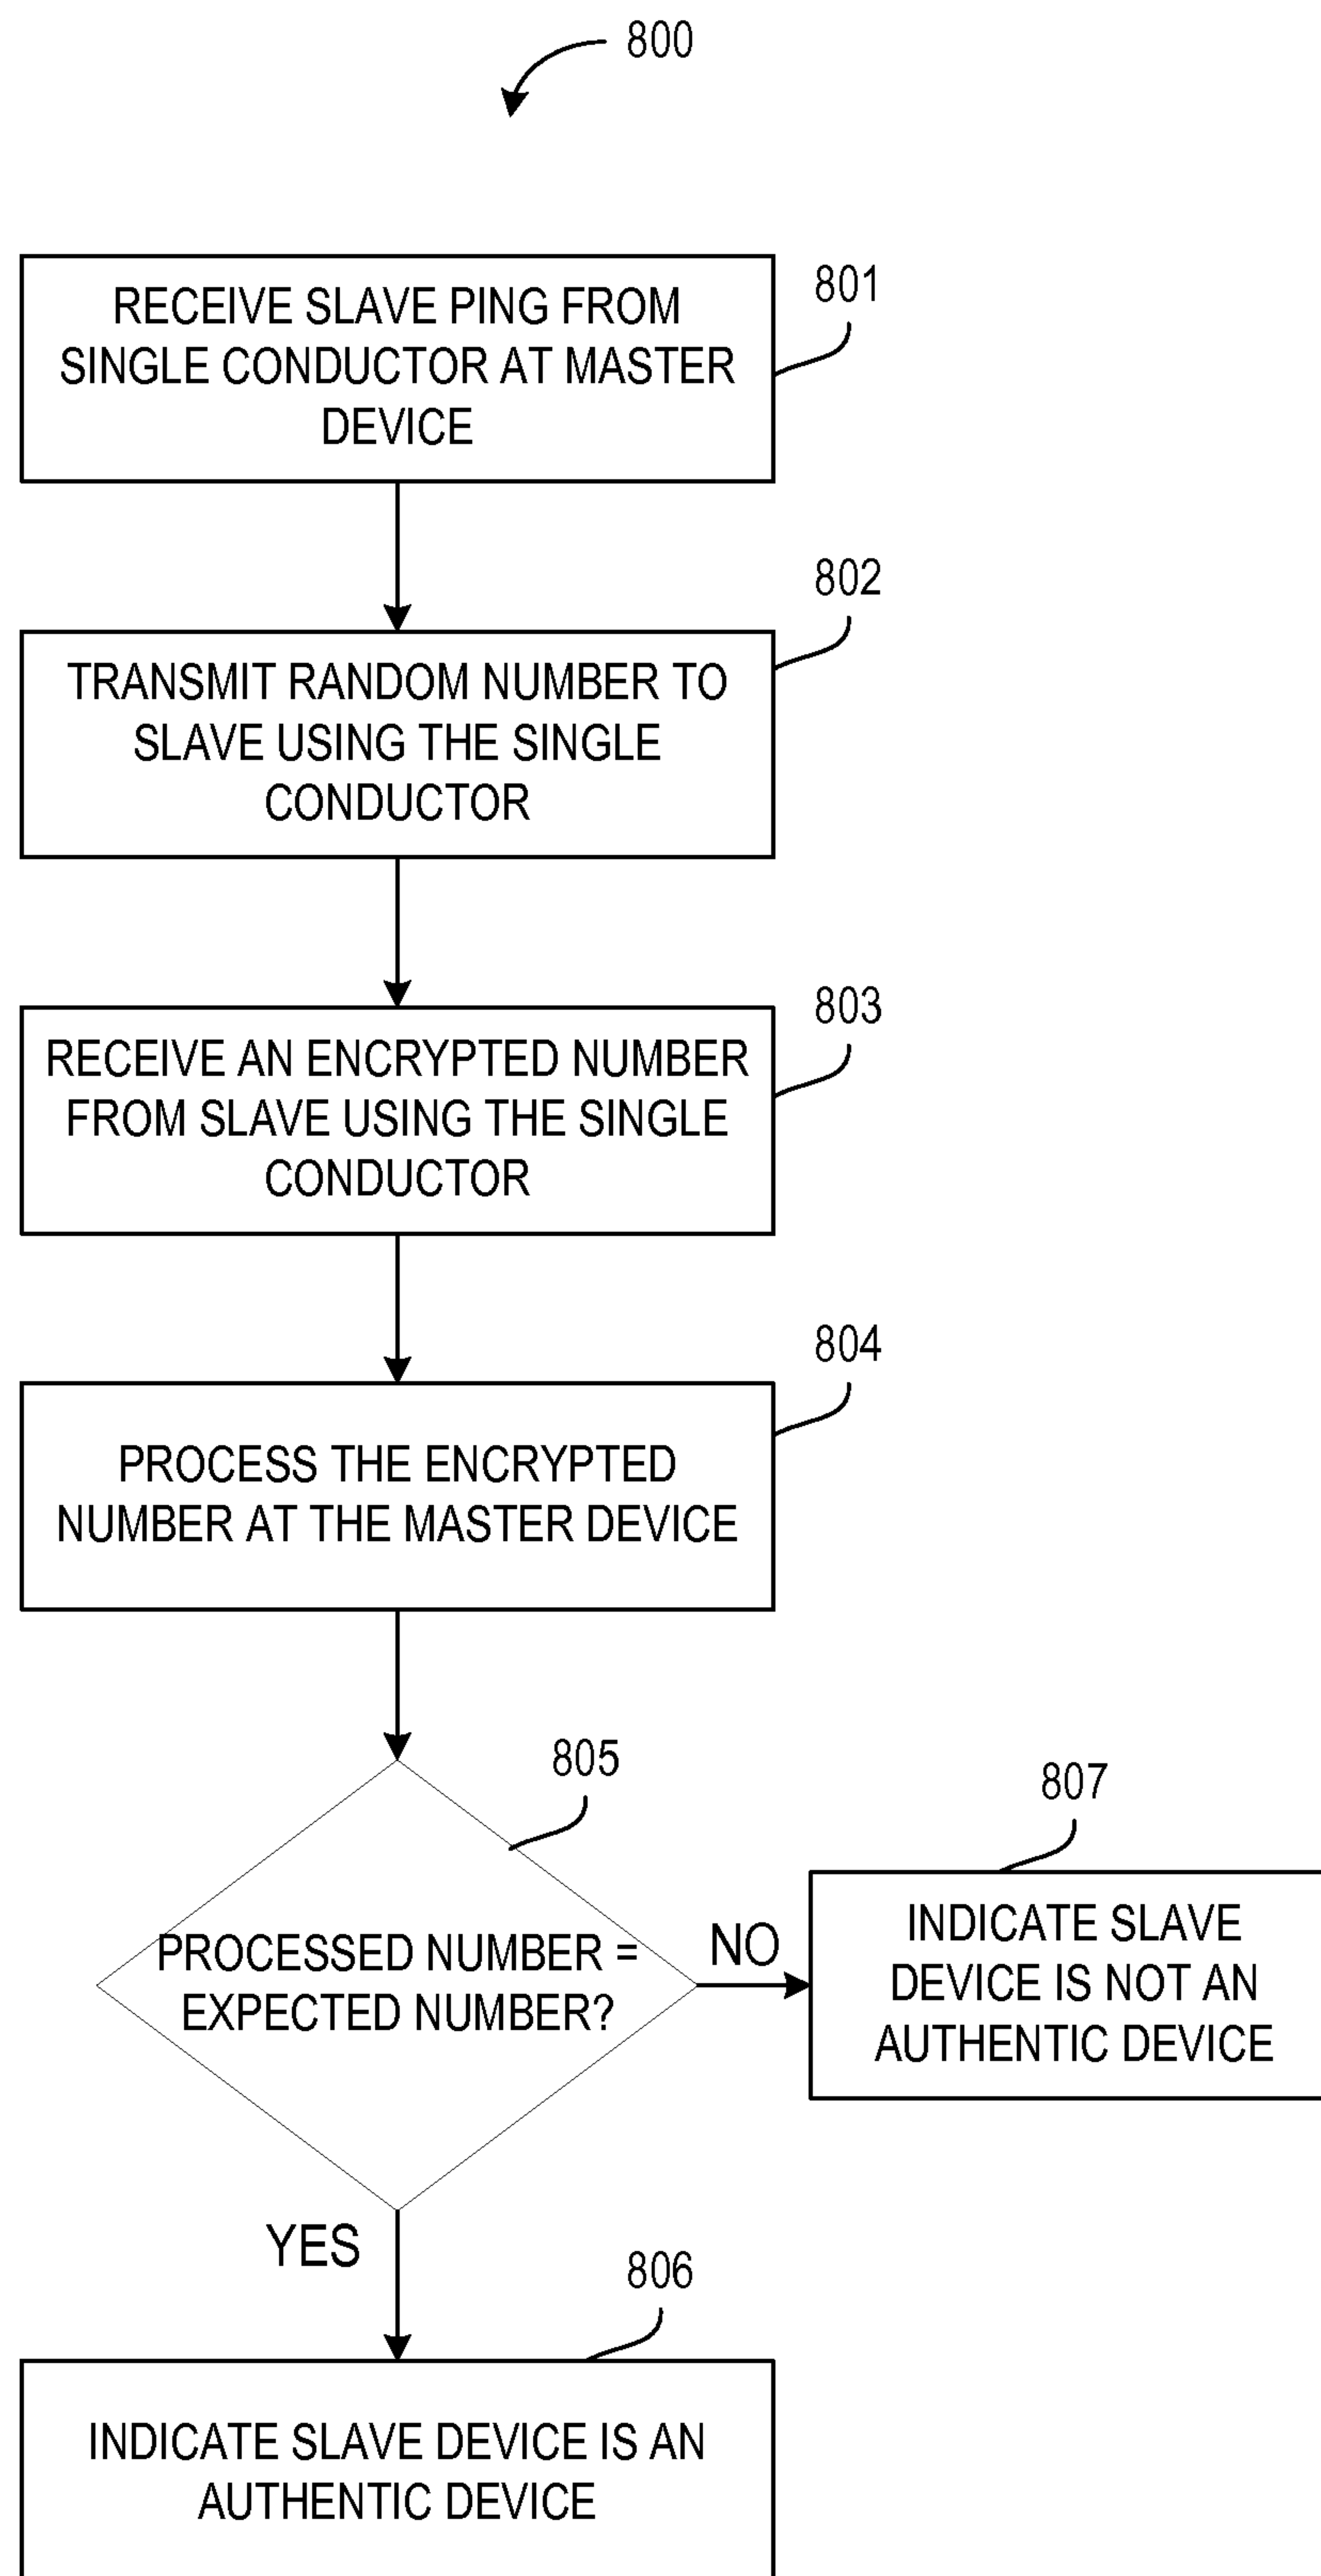 800
RECEIVE SLAVE PING FROM
SINGLE CONDUCTOR AT MASTER
DEVICE
801
TRANSMIT RANDOM NUMBER TO
SLAVE USING THE SINGLE
CONDUCTOR
802
RECEIVE AN ENCRYPTED NUMBER
FROM SLAVE USING THE SINGLE
CONDUCTOR
803
PROCESS THE ENCRYPTED
NUMBER AT THE MASTER DEVICE
804
PROCESSED NUMBER =
EXPECTED NUMBER?
805
NO
INDICATE SLAVE
DEVICE IS NOT AN
AUTHENTIC DEVICE
807
YES
INDICATE SLAVE DEVICE IS AN
AUTHENTIC DEVICE
806